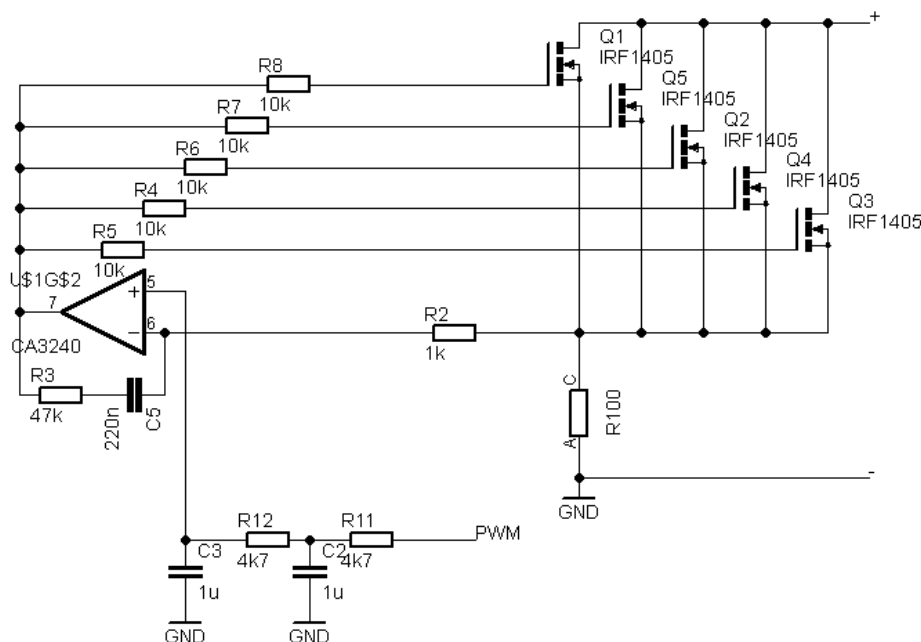 +
Q1
IRF1405
R8
10k
Q5
IRF1405
R7
10k
Q2
IRF1405
R6
10k
Q4
IRF1405
R4
10k
Q3
IRF1405
R5
10k
U$1G$2
7
+
5
−
6
CA3240
R2
1k
R3
47k
220n
C5
C
A
R100
-
GND
R12
4k7
R11
4k7
PWM
C3
1u
C2
1u
GND
GND